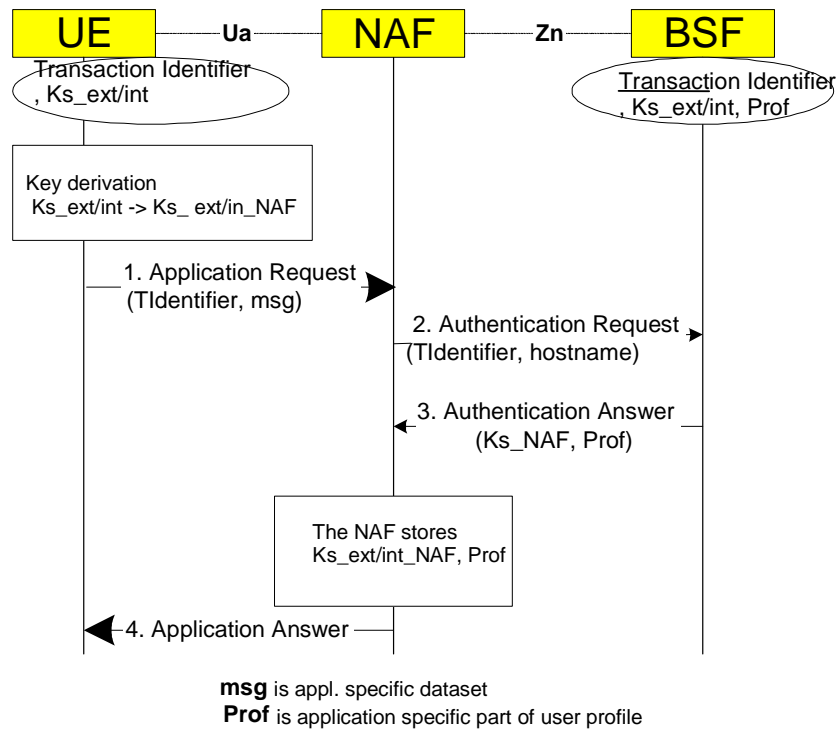 UE Ua NAF Zn BSF
Transaction Identifier
, Ks_ext/int
Transaction Identifier
, Ks_ext/int, Prof
Key derivation
Ks_ext/int -> Ks_ ext/in_NAF
1. Application Request
(TIdentifier, msg)
2. Authentication Request
(TIdentifier, hostname)
3. Authentication Answer
(Ks_NAF, Prof)
The NAF stores
Ks_ext/int_NAF, Prof
4. Application Answer
msg is appl. specific dataset
Prof is application specific part of user profile